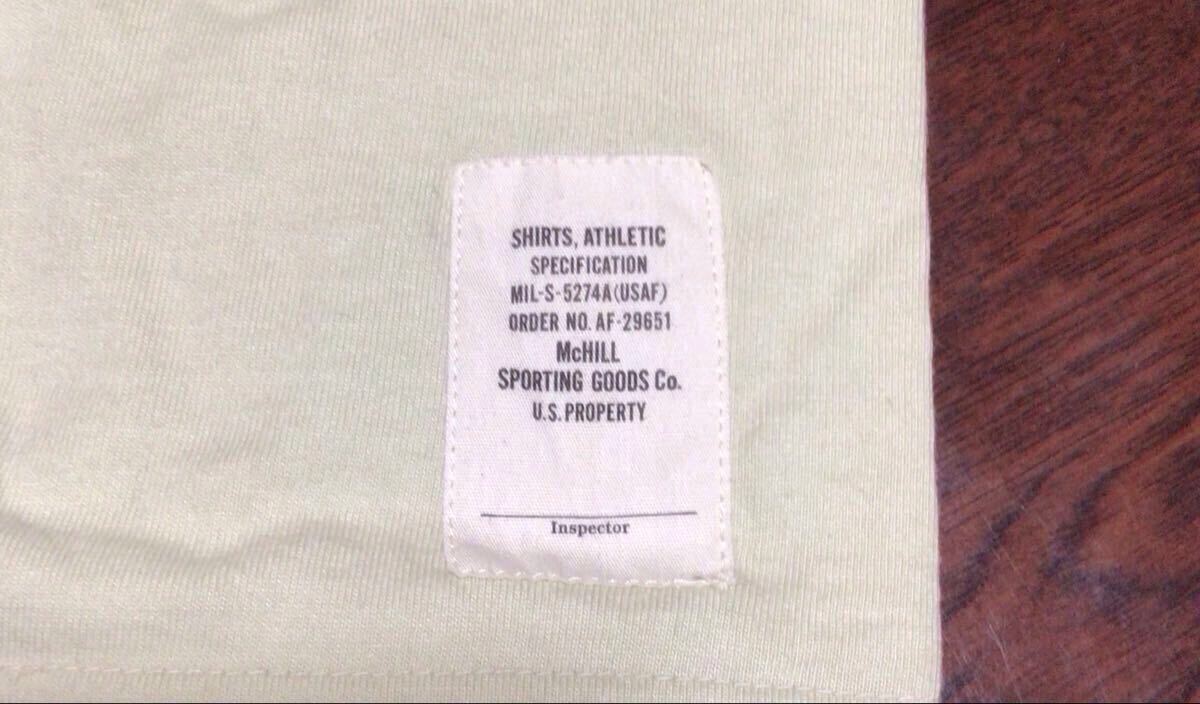 SHIRTS, ATHLETIC
SPECIFICATION
MIL-S-5274A(USAF)
ORDER NO. AF-29651
McHILL
SPORTING GOODS Co.
U.S. PROPERTY
Inspector